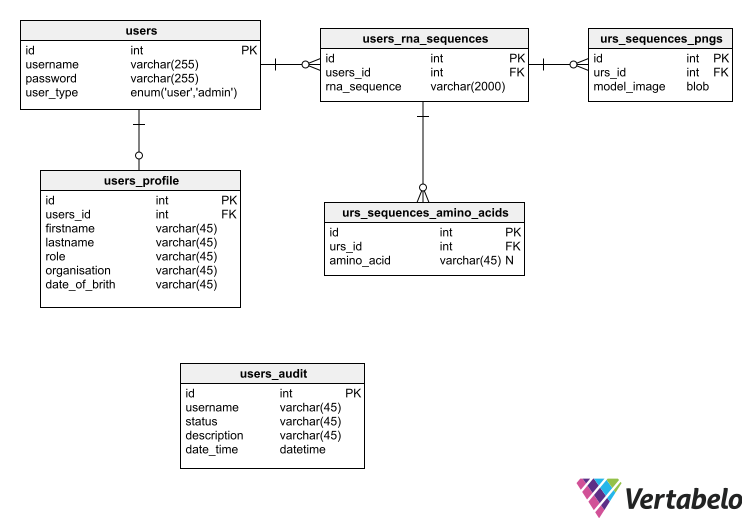 users
id int PK
username varchar(255)
password varchar(255)
user_type enum('user','admin')
users_rna_sequences
id int PK
users_id int FK
rna_sequence varchar(2000)
urs_sequences_pngs
id int PK
urs_id int FK
model_image blob
users_profile
id int PK
users_id int FK
firstname varchar(45)
lastname varchar(45)
role varchar(45)
organisation varchar(45)
date_of_brith varchar(45)
urs_sequences_amino_acids
id int PK
urs_id int FK
amino_acid varchar(45) N
users_audit
id int PK
username varchar(45)
status varchar(45)
description varchar(45)
date_time datetime
Vertabelo